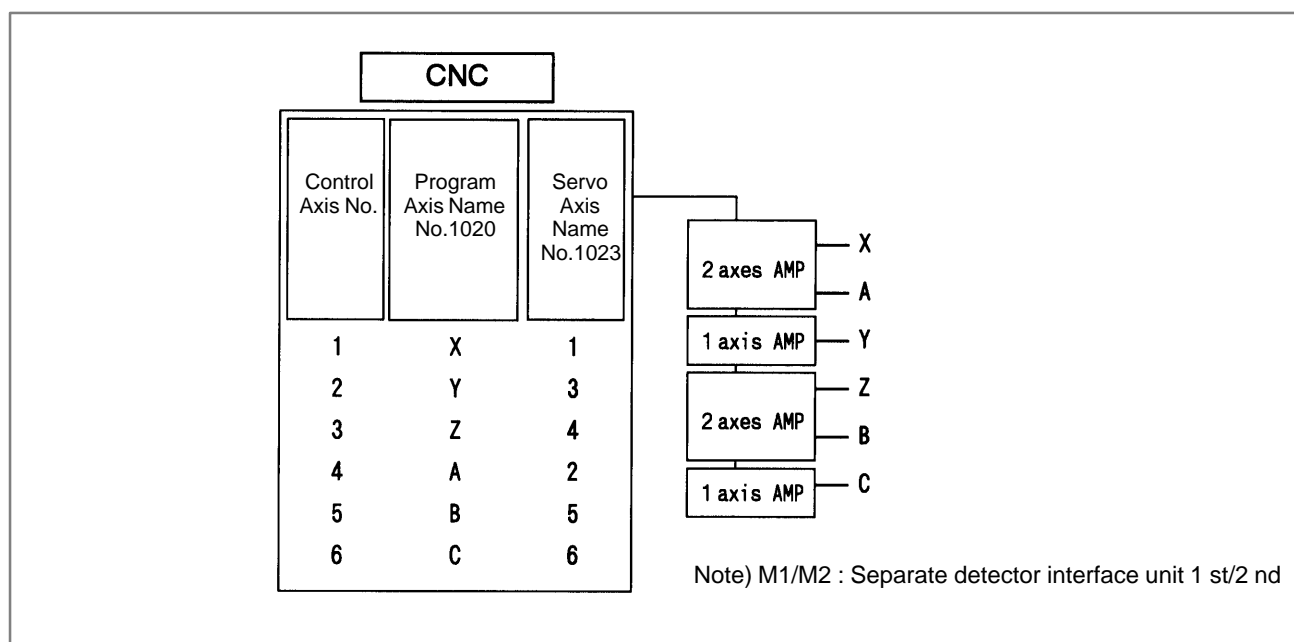 CNC
Control
Axis No.
Program
Axis Name
No.1020
Servo
Axis
Name
No.1023
1 X 1
2 Y 3
3 Z 4
4 A 2
5 B 5
6 C 6
2 axes AMP
X
A
1 axis AMP
Y
2 axes AMP
Z
B
1 axis AMP
C
Note) M1/M2 : Separate detector interface unit 1 st/2 nd